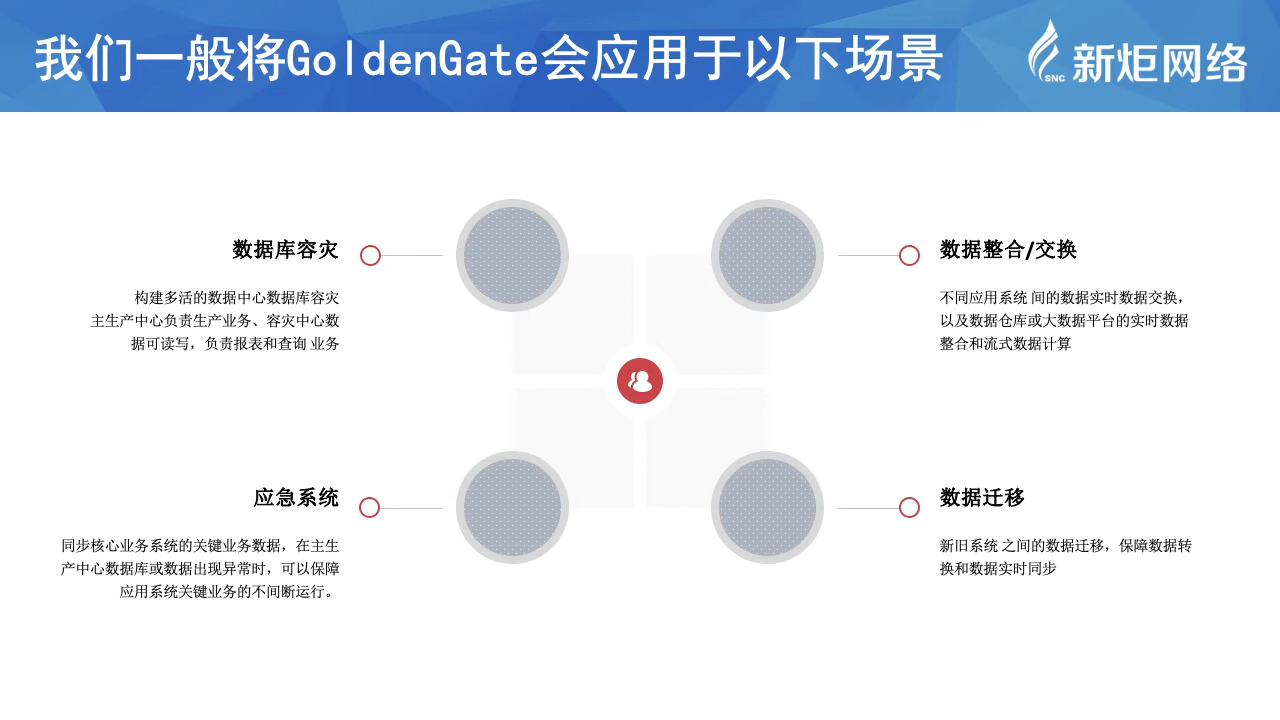 我们一般将GoldenGate会应用于以下场景
SNC 新炬网络
数据库容灾
构建多活的数据中心数据库容灾
主生产中心负责生产业务、容灾中心数
据可读写，负责报表和查询 业务
数据整合/交换
不同应用系统 间的数据实时数据交换，
以及数据仓库或大数据平台的实时数据
整合和流式数据计算
应急系统
同步核心业务系统的关键业务数据，在主生
产中心数据库或数据出现异常时，可以保障
应用系统关键业务的不间断运行。
数据迁移
新旧系统 之间的数据迁移，保障数据转
换和数据实时同步